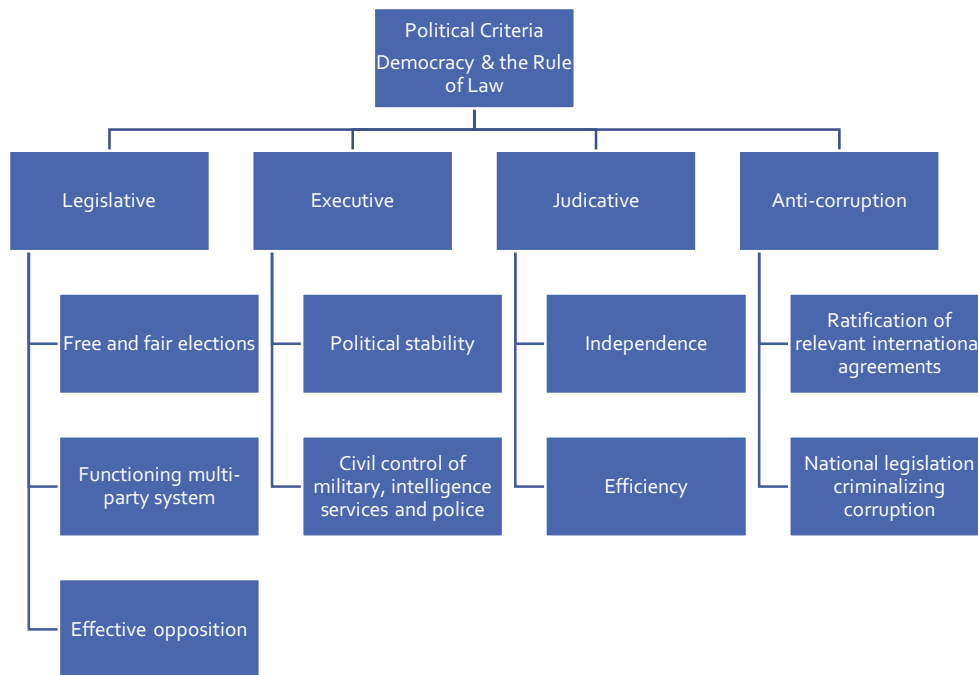 Political Criteria
Democracy & the Rule
of Law
Legislative
Executive
Judicative
Anti-corruption
Free and fair elections
Political stability
Independence
Ratification of
relevant international
agreements
Functioning multi-
party system
Civil control of
military, intelligence
services and police
Efficiency
National legislation
criminalizing
corruption
Effective opposition